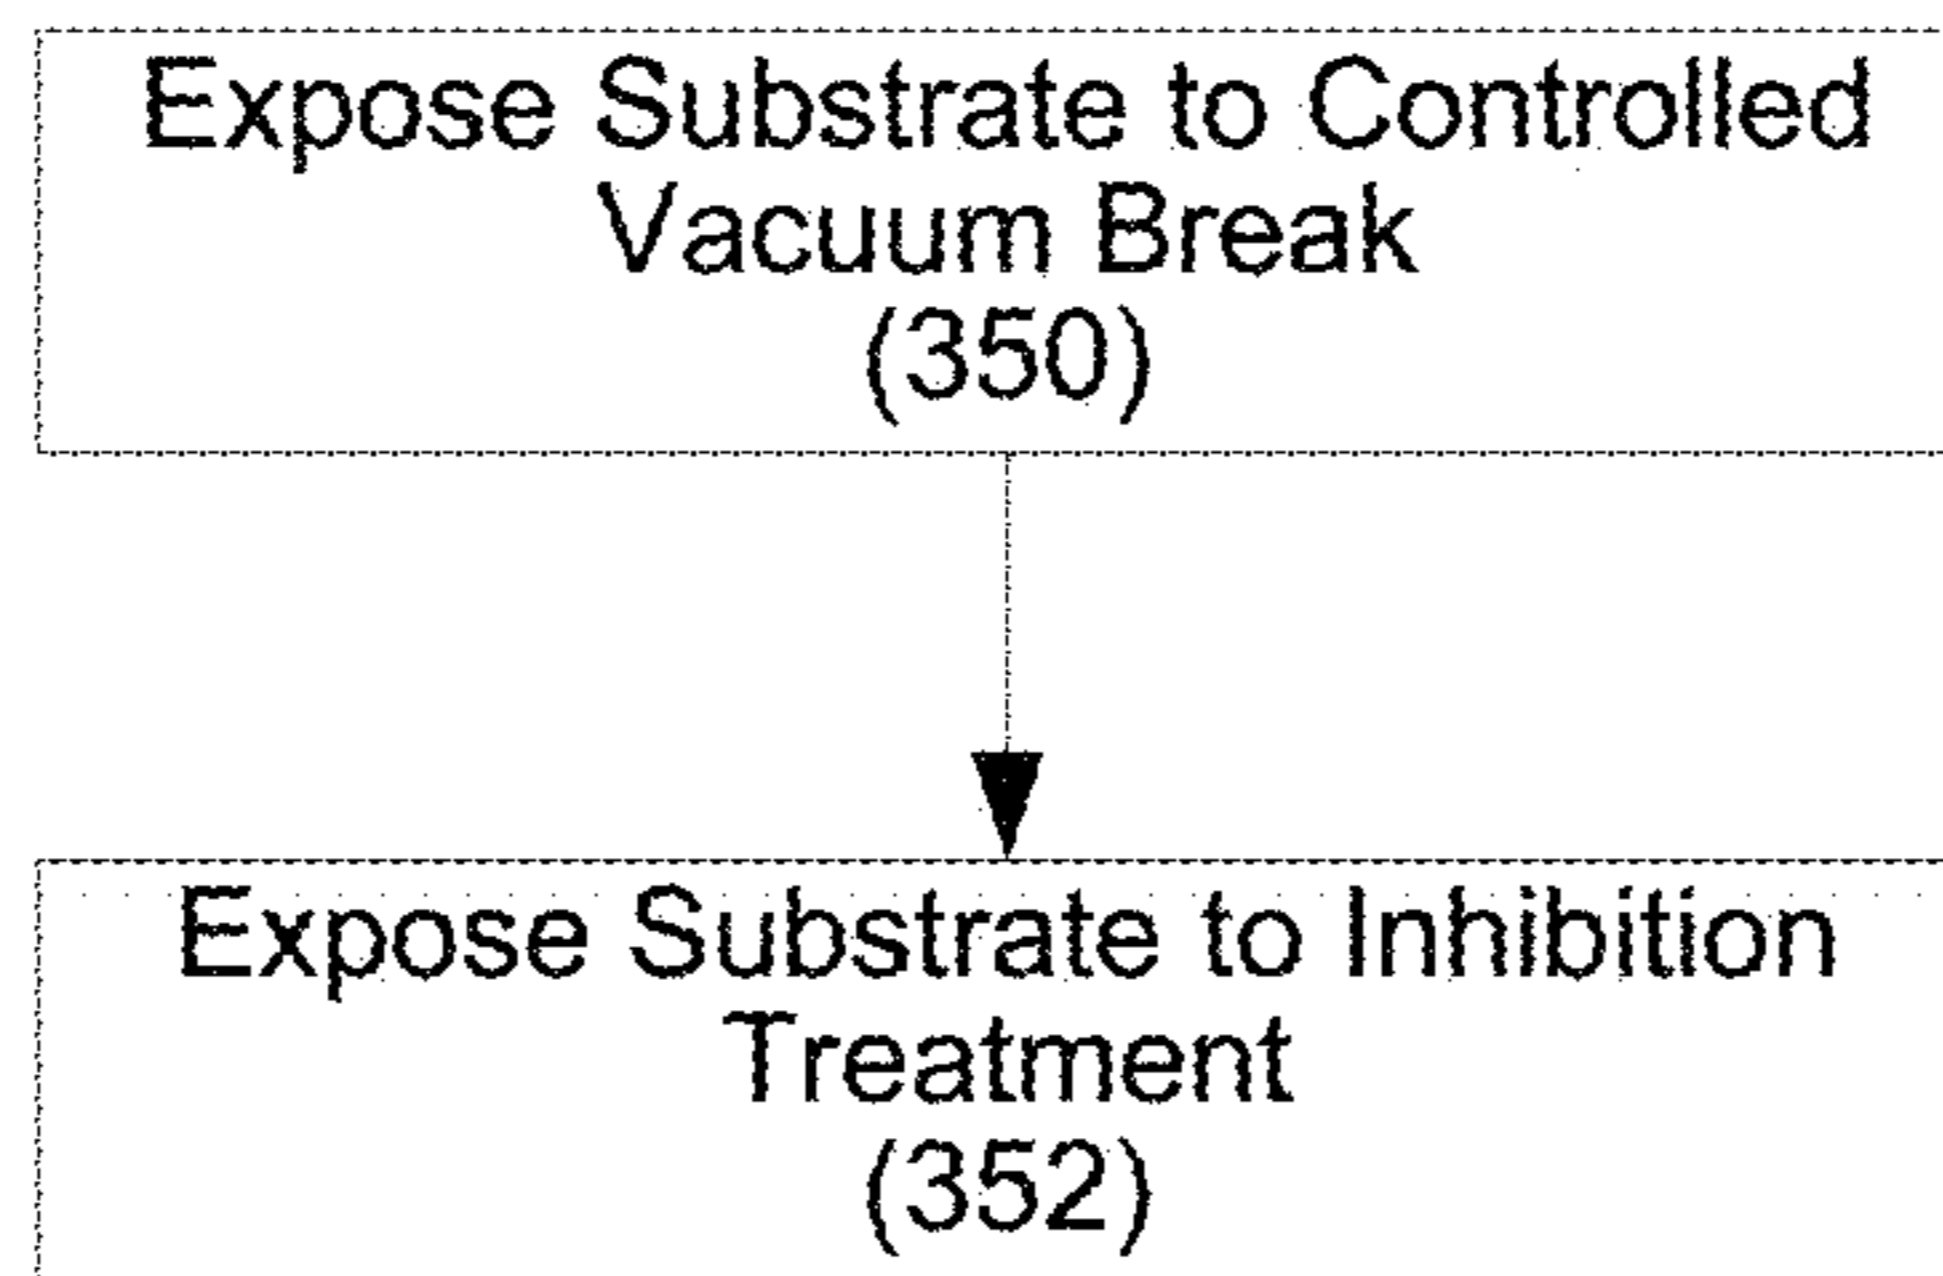 Expose Substrate to Controlled
Vacuum Break
(350)
Expose Substrate to Inhibition
Treatment
(352)